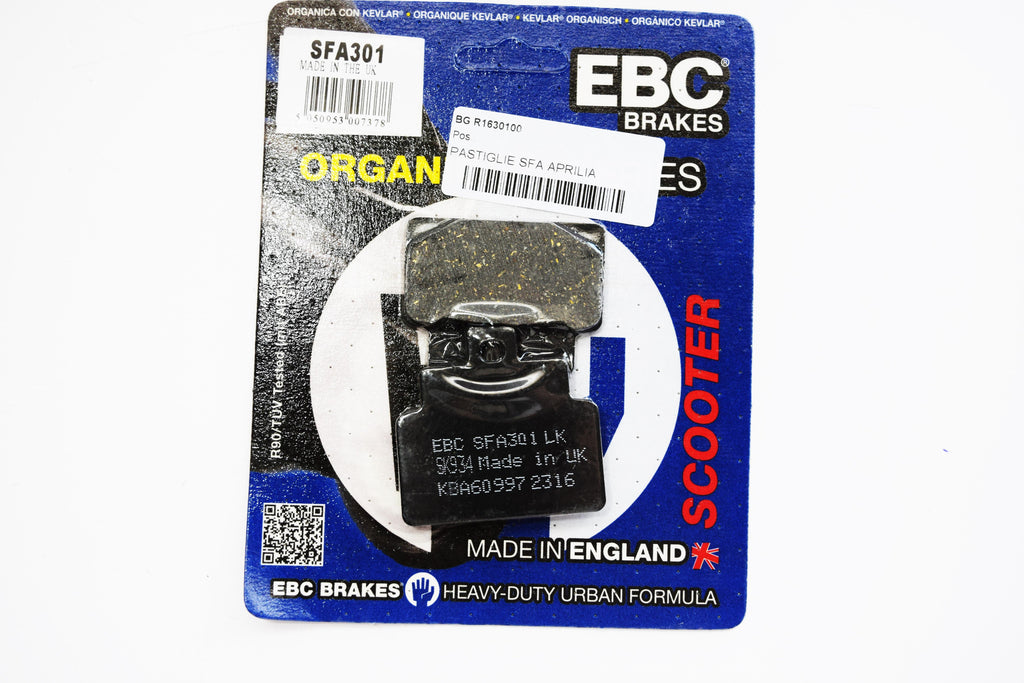 ORGANICA CON KEVLAR® • ORGANIQUE KEVLAR® • KEVLAR® ORGANISCH • ORGÁNICO KEVLAR®
SFA301
MADE IN THE UK
5 050953 007378
EBC®
BRAKES
BG R1630100
Pos
PASTIGLIE SFA APRILIA
ORGAN
ES
R90/TUV Tested
SCOOTER
EBC SFA301 LK
9K934 Made in UK
KBA60997 2316
MADE IN ENGLAND
EBC BRAKES® HEAVY-DUTY URBAN FORMULA